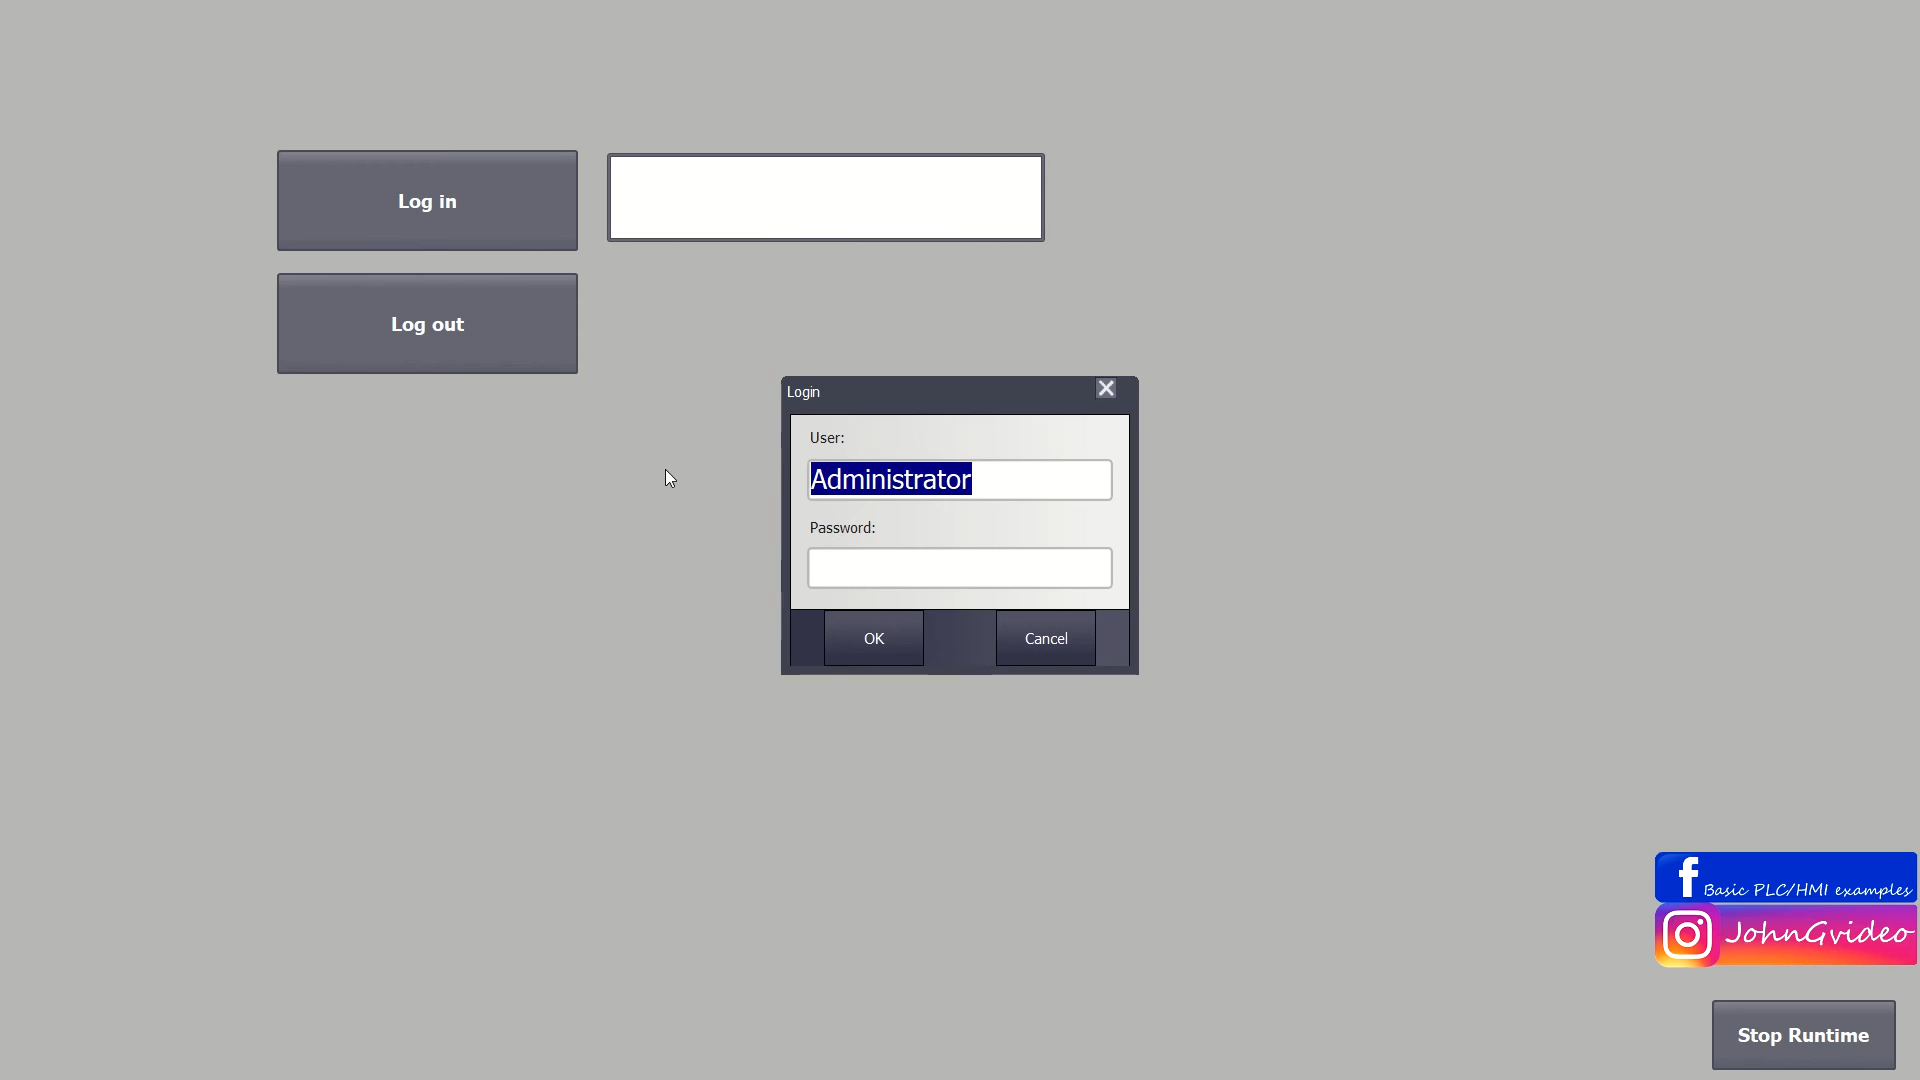 Log in
Log out
Login
User:
Administrator
Password:
OK
Cancel
f Basic PLC/HMI examples
JohnGvideo
Stop Runtime